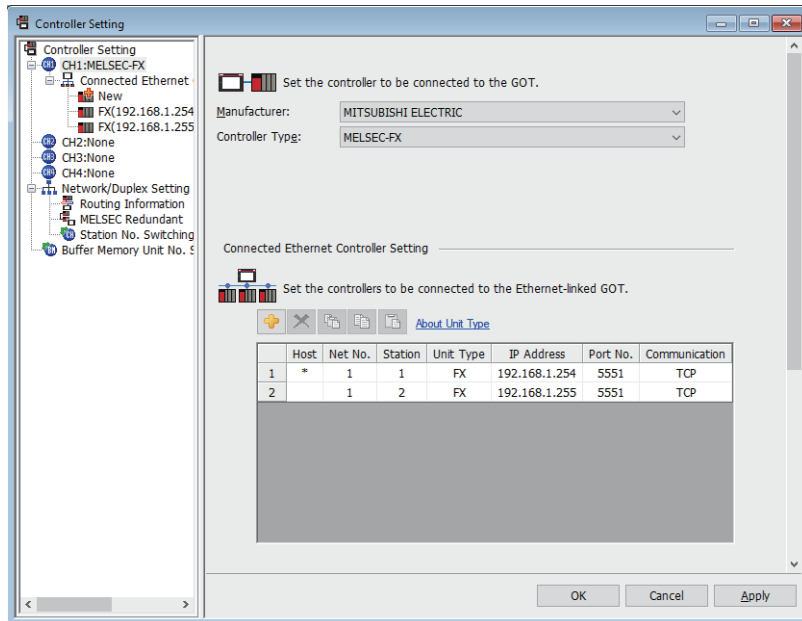 Controller Setting
Controller Setting
CH1:MELSEC-FX
Connected Ethernet
New
FX(192.168.1.254
FX(192.168.1.255
CH2:None
CH3:None
CH4:None
Network/Duplex Setting
Routing Information
MELSEC Redundant
Station No. Switching
Buffer Memory Unit No. S
Set the controller to be connected to the GOT.
Manufacturer: MITSUBISHI ELECTRIC
Controller Type: MELSEC-FX
Connected Ethernet Controller Setting
Set the controllers to be connected to the Ethernet-linked GOT.
About Unit Type
Host Net No. Station Unit Type IP Address Port No. Communication
1 * 1 1 FX 192.168.1.254 5551 TCP
2 1 2 FX 192.168.1.255 5551 TCP
OK Cancel Apply